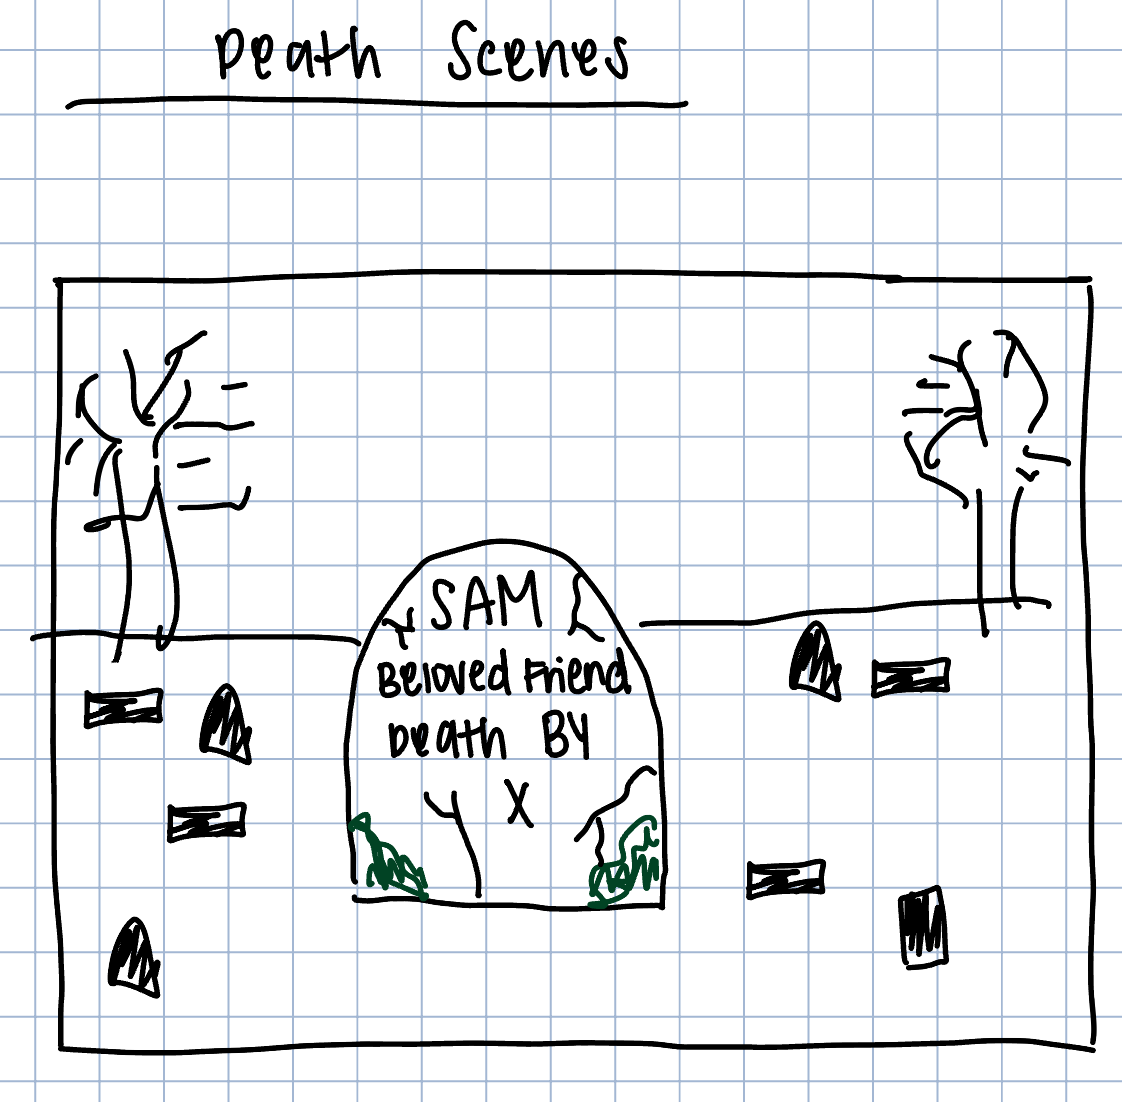 Death Scenes
SAM
Beloved Friend
Death BY
X